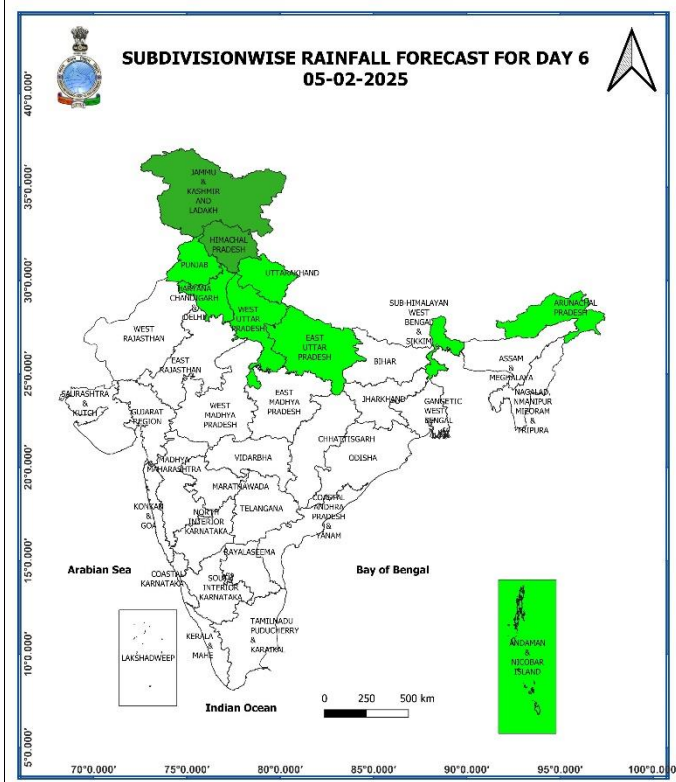 SUBDIVISIONWISE RAINFALL FORECAST FOR DAY 6
05-02-2025
40°0.000'
35°0.000'
30°0.000'
25°0.000'
20°0.000'
15°0.000'
10°0.000'
5°0.000'
JAMMU
&
KASHMIR
AND
LADAKH
HIMACHAL
PRADESH
PUNJAB
UTTARAKHAND
HARYANA
CHANDIGARH
&
DELHI
WEST
UTTAR
PRADESH
EAST
UTTAR
PRADESH
WEST
RAJASTHAN
EAST
RAJASTHAN
SUB-HIMALAYAN
WEST
BENGAL
&
SIKKIM
ARUNACHAL
PRADESH
BIHAR
ASSAM
&
MEGHALAYA
NAGALAD,
NMANIPUR
MIZORAM
&
TRIPURA
SAURASHTRA
&
KUTCH
GUJARAT
REGION
WEST
MADHYA
PRADESH
EAST
MADHYA
PRADESH
JHARKHAND
GANGETIC
WEST
BENGAL
CHHATTISGARH
ODISHA
MADHYA
MAHARASHTRA
VIDARBHA
MARATHAWADA
TELANGANA
COASTAL
ANDHRA
PRADESH
&
YANAM
KONKAN
&
GOA
NORTH
INTERIOR
KARNATAKA
RAYALASEEMA
Arabian Sea
Bay of Bengal
COASTAL
KARNATAKA
SOUTH
INTERIOR
KARNATAKA
TAMILNADU
PUDUCHERRY
&
KARAIKAL
KERALA
&
MAHE
LAKSHADWEEP
ANDAMAN
&
NICOBAR
ISLAND
Indian Ocean
0 250 500 km
70°0.000' 75°0.000' 80°0.000' 85°0.000' 90°0.000' 95°0.000' 100°0.000'